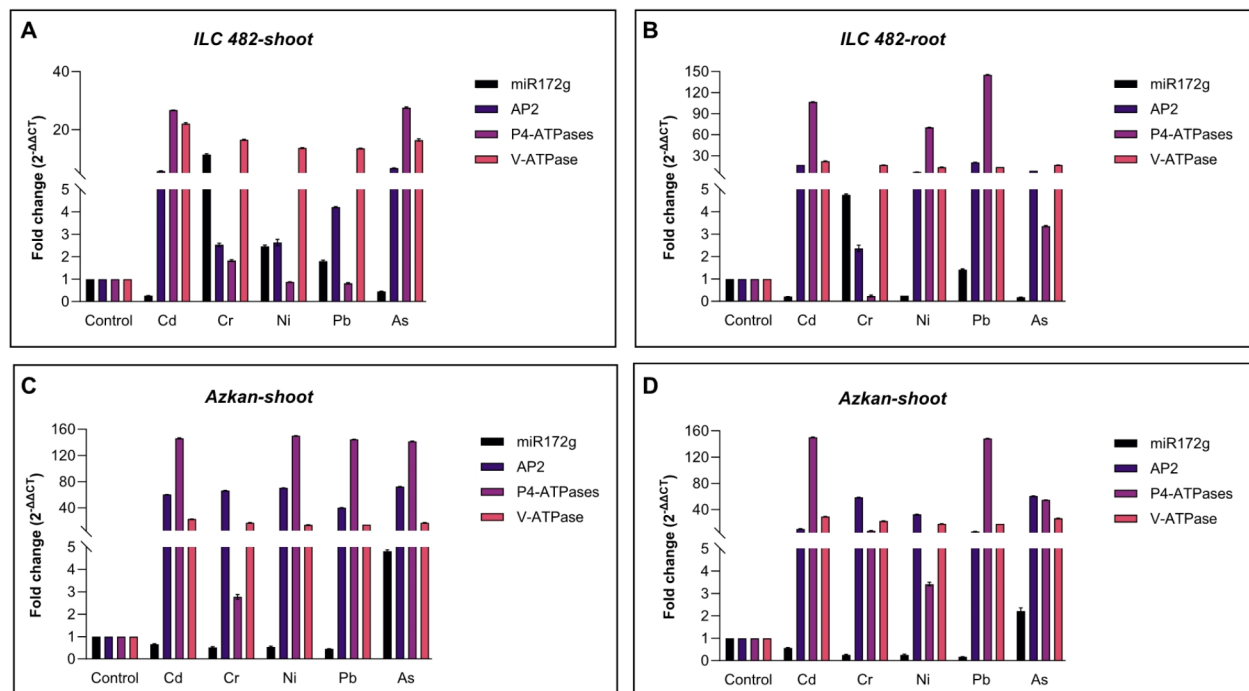 A
ILC 482-shoot
Fold change (2-ΔΔCT)
40
20
5
4
3
2
1
0
Control Cd Cr Ni Pb As
miR172g
AP2
P4-ATPases
V-ATPase
B
ILC 482-root
Fold change (2-ΔΔCT)
150
120
90
60
30
5
4
3
2
1
0
Control Cd Cr Ni Pb As
miR172g
AP2
P4-ATPases
V-ATPase
C
Azkan-shoot
Fold change (2-ΔΔCT)
160
120
80
40
5
4
3
2
1
0
Control Cd Cr Ni Pb As
miR172g
AP2
P4-ATPases
V-ATPase
D
Azkan-shoot
Fold change (2-ΔΔCT)
160
120
80
40
5
4
3
2
1
0
Control Cd Cr Ni Pb As
miR172g
AP2
P4-ATPases
V-ATPase